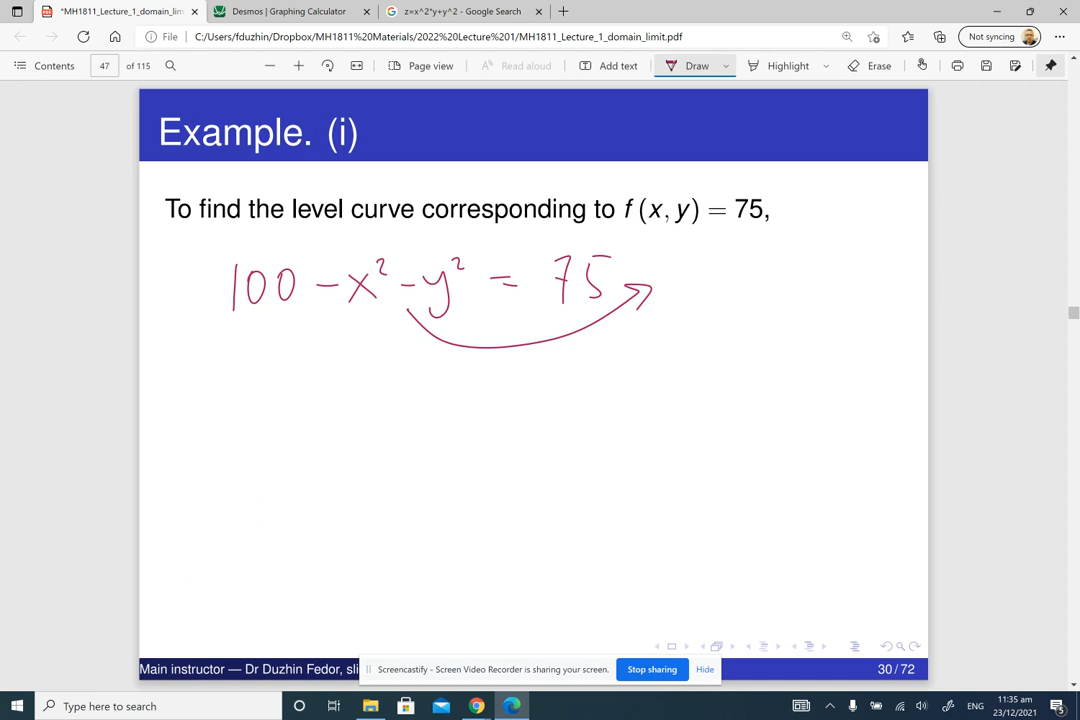 *MH1811_Lecture_1_domain_lim
Desmos | Graphing Calculator
z=x^2*y+y^2 - Google Search
File
C:/Users/fduzhin/Dropbox/MH1811%20Materials/2022%20Lecture%201/MH1811_Lecture_1_domain_limit.pdf
Not syncing
Contents
47
of 115
Page view
Read aloud
Add text
Draw
Highlight
Erase
Example. (i)
To find the level curve corresponding to f (x, y) = 75,
100 − x² − y² = 75
Main instructor — Dr Duzhin Fedor, sli
Screencastify - Screen Video Recorder is sharing your screen.
Stop sharing
Hide
30 / 72
Type here to search
ENG
11:35 am
23/12/2021
5